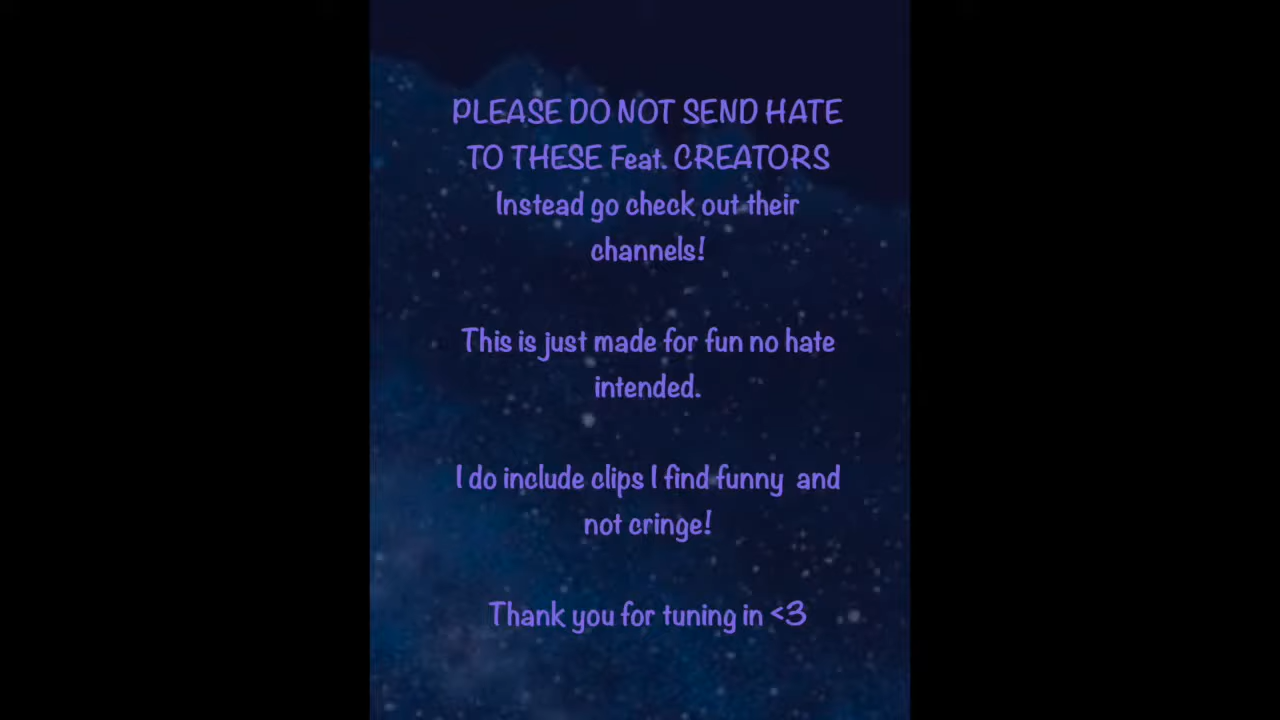 PLEASE DO NOT SEND HATE
TO THESE Feat. CREATORS
Instead go check out their
channels!
This is just made for fun no hate
intended.
I do include clips I find funny  and
not cringe!
Thank you for tuning in <3